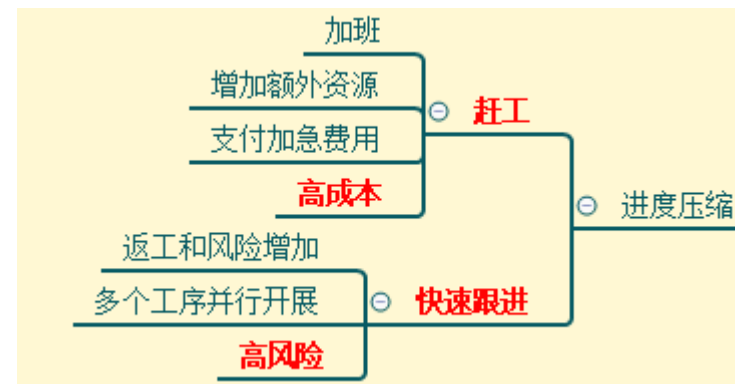 加班
增加额外资源
赶工
支付加急费用
高成本
进度压缩
返工和风险增加
多个工序并行开展
快速跟进
高风险